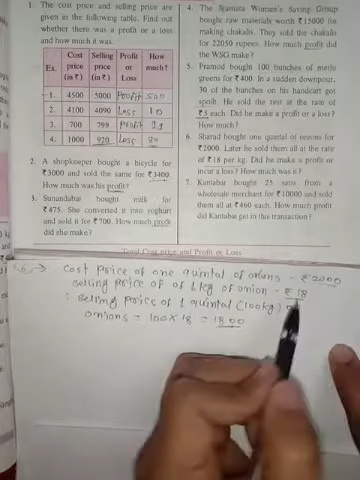 1. The cost price and selling price are
given in the following table. Find out
whether there was a profit or a loss
and how much it was.
Ex. Cost price (in ₹) Selling price (in ₹) Profit or Loss How much?
1. 4500 5000 Profit 500
2. 4100 4090 Loss 10
3. 700 799 Profit 99
4. 1000 920 Loss 80
2. A shopkeeper bought a bicycle for
₹3000 and sold the same for ₹3400.
How much was his profit?
3. Sunandabai bought milk for
₹475. She converted it into yoghurt
and sold it for ₹700. How much profit
did she make?
4. The Jijamata Women's Saving Group
bought raw materials worth ₹15000 for
making chakalis. They sold the chakalis
for 22050 rupees. How much profit did
the WSG make?
5. Pramod bought 100 bunches of methi
greens for ₹400. In a sudden downpour,
30 of the bunches on his handcart got
spoilt. He sold the rest at the rate of
₹5 each. Did he make a profit or a loss?
How much?
6. Sharad bought one quintal of onions for
₹2000. Later he sold them all at the rate
of ₹18 per kg. Did he make a profit or
incur a loss? How much was it?
7. Kantabai bought 25 saris from a
wholesale merchant for ₹10000 and sold
them all at ₹460 each. How much profit
did Kantabai get in this transaction?
Total Cost price and Profit or Loss
6 → Cost price of one quintal of onions - ₹2000
selling price of of 1 kg of onion - ₹18
∴ Selling price of 1 quintal (100kg) of
onions = 100 × 18 = 1800